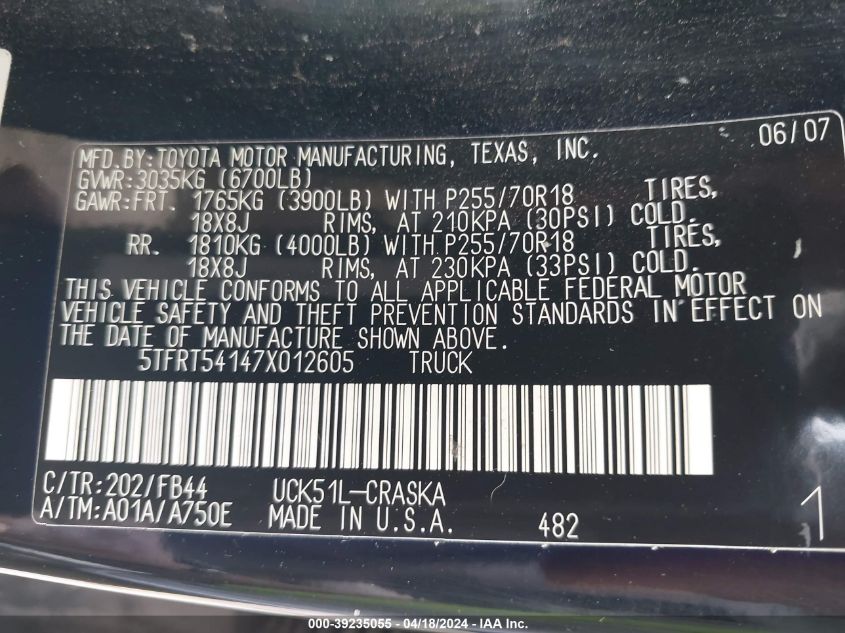 06/07
MFD.BY:TOYOTA MOTOR MANUFACTURING, TEXAS, INC.
GVWR:3035KG (6700LB)
GAWR:FRT. 1765KG (3900LB) WITH P255/70R18 TIRES,
18X8J RIMS, AT 210KPA (30PSI) COLD.
RR. 1810KG (4000LB) WITH P255/70R18 TIRES,
18X8J RIMS, AT 230KPA (33PSI) COLD.
THIS VEHICLE CONFORMS TO ALL APPLICABLE FEDERAL MOTOR
VEHICLE SAFETY AND THEFT PREVENTION STANDARDS IN EFFECT ON
THE DATE OF MANUFACTURE SHOWN ABOVE.
5TFRT54147X012605 TRUCK
C/TR:202/FB44 UCK51L-CRASKA
A/TM:A01A/A750E MADE IN U.S.A. 482 1
000-39235055 - 04/18/2024 - IAA Inc.